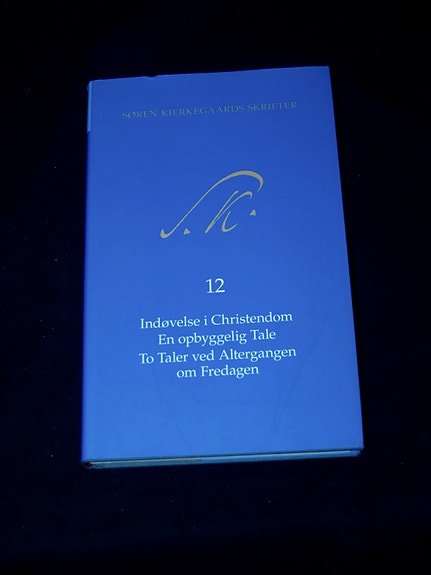 SØREN KIERKEGAARDS SKRIFTER
S. K.
12
Indøvelse i Christendom
En opbyggelig Tale
To Taler ved Altergangen
om Fredagen